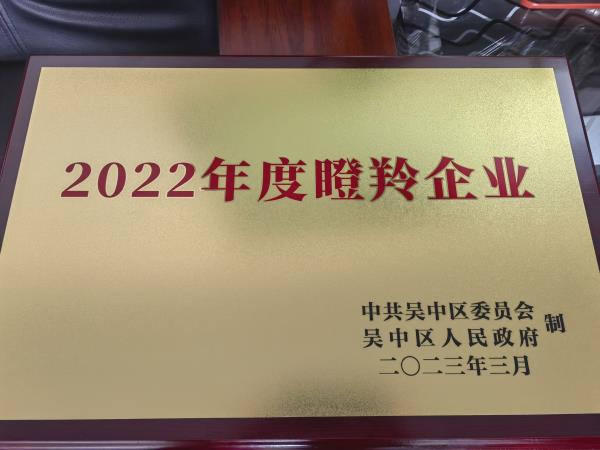 2022年度瞪羚企业
中共吴中区委员会
吴中区人民政府 制
二〇二三年三月